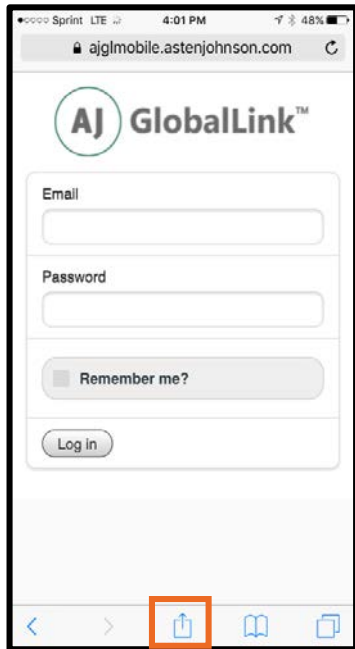 Sprint LTE 4:01 PM 48%
ajglmobile.astenjohnson.com
AJ GlobalLink™
Email
Password
Remember me?
Log in